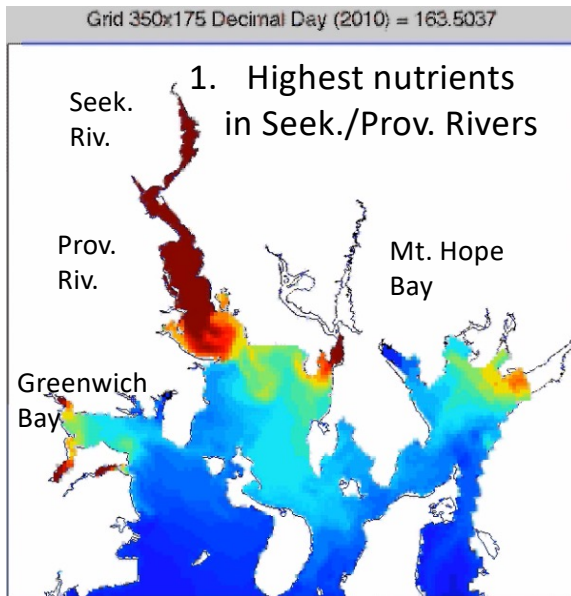 Grid 350x175 Decimal Day (2010) = 163.5037
1. Highest nutrients
in Seek./Prov. Rivers
Seek.
Riv.
Prov.
Riv.
Mt. Hope
Bay
Greenwich
Bay